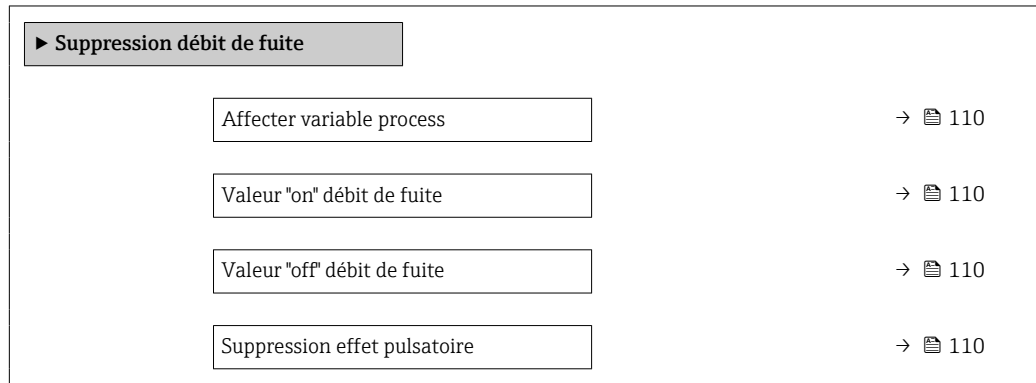 ► Suppression débit de fuite
Affecter variable process → 110
Valeur "on" débit de fuite → 110
Valeur "off" débit de fuite → 110
Suppression effet pulsatoire → 110